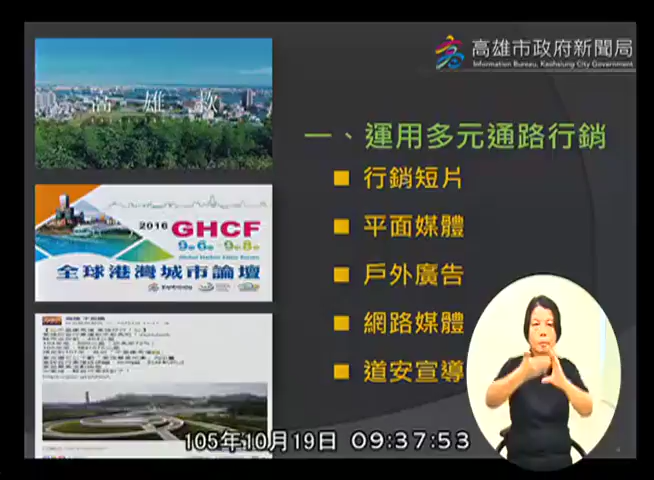 高雄市政府新聞局
Information Bureau, Kaohsiung City Government
高 雄 款
一、運用多元通路行銷
■ 行銷短片
■ 平面媒體
■ 戶外廣告
■ 網路媒體
■ 道安宣導
2016 GHCF
9.6 - 9.8
Global Harbor Cities Forum
全球港灣城市論壇
105年10月19日 09:37:53